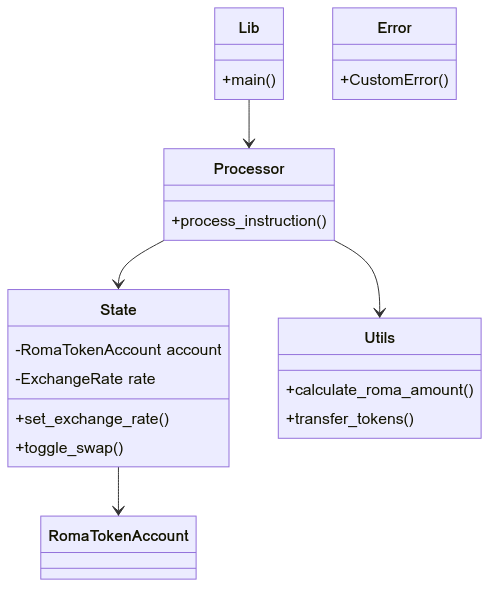 Lib
+main()
Error
+CustomError()
Processor
+process_instruction()
State
-RomaTokenAccount account
-ExchangeRate rate
+set_exchange_rate()
+toggle_swap()
Utils
+calculate_roma_amount()
+transfer_tokens()
RomaTokenAccount